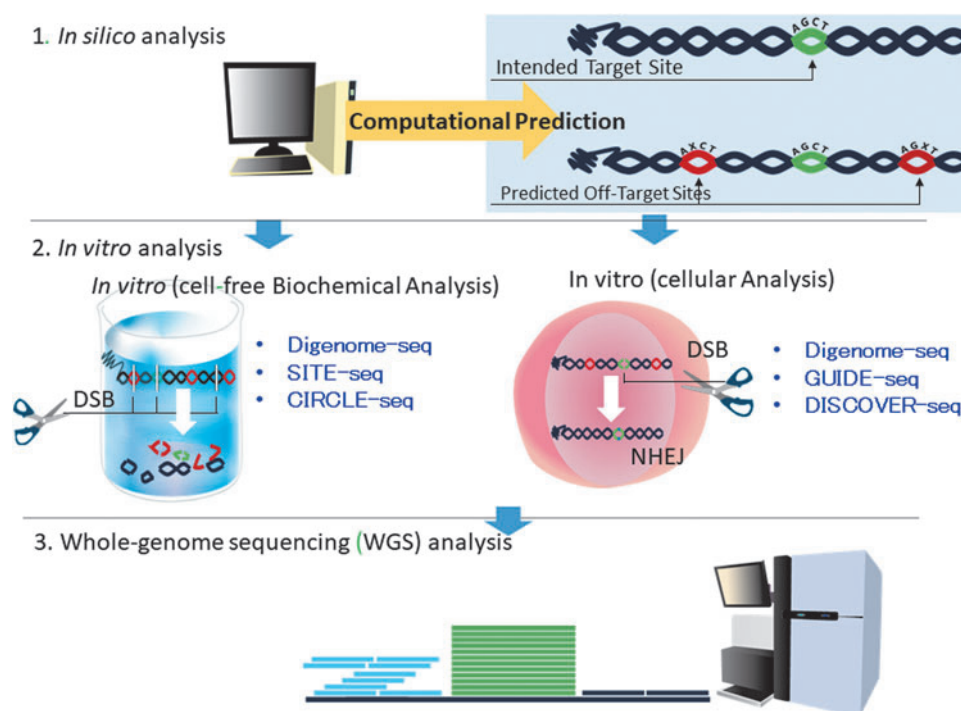 1. In silico analysis
AGCT
Intended Target Site
Computational Prediction
AXCT
AGCT
AGXT
Predicted Off-Target Sites
2. In vitro analysis
In vitro (cell-free Biochemical Analysis)
DSB
• Digenome-seq
• SITE-seq
• CIRCLE-seq
In vitro (cellular Analysis)
DSB
NHEJ
• Digenome-seq
• GUIDE-seq
• DISCOVER-seq
3. Whole-genome sequencing (WGS) analysis